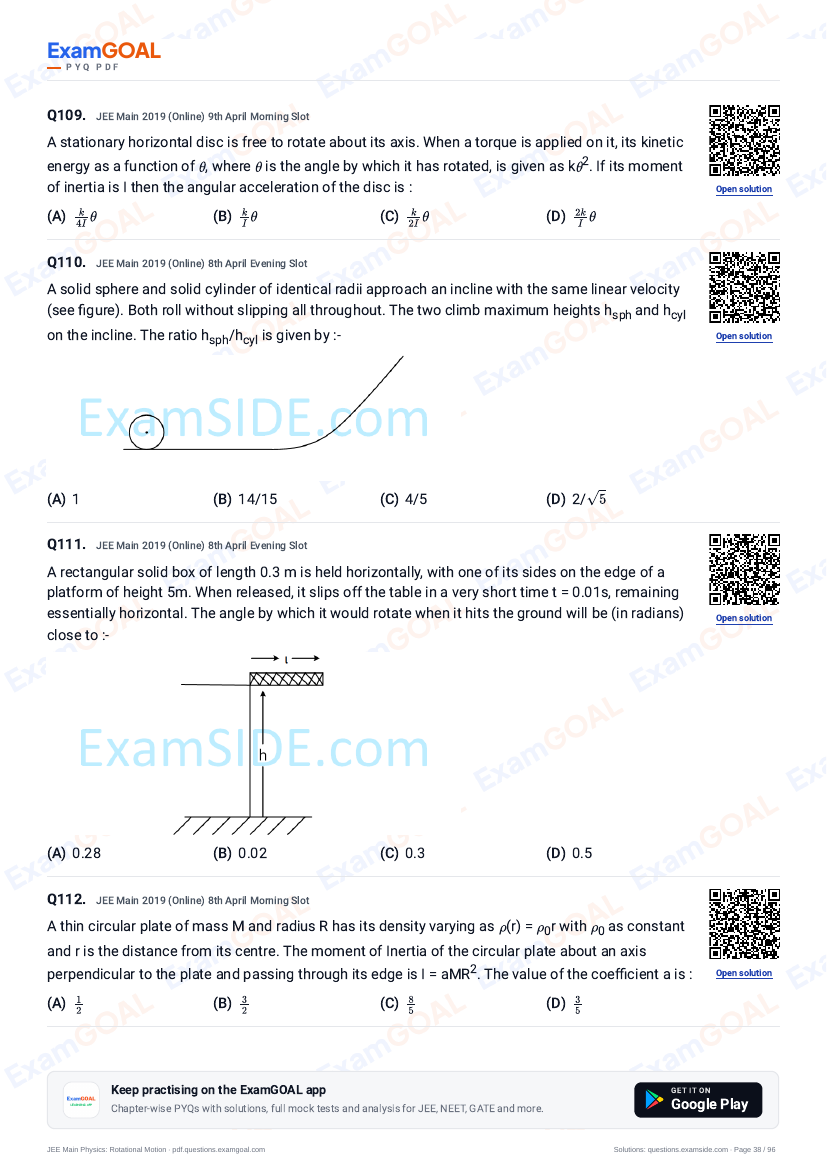 ExamGOAL
PYQ PDF
Q109. JEE Main 2019 (Online) 9th April Morning Slot
A stationary horizontal disc is free to rotate about its axis. When a torque is applied on it, its kinetic
energy as a function of θ, where θ is the angle by which it has rotated, is given as kθ². If its moment
of inertia is I then the angular acceleration of the disc is :
Open solution
(A) k/4I θ (B) k/I θ (C) k/2I θ (D) 2k/I θ
Q110. JEE Main 2019 (Online) 8th April Evening Slot
A solid sphere and solid cylinder of identical radii approach an incline with the same linear velocity
(see figure). Both roll without slipping all throughout. The two climb maximum heights h_sph and h_cyl
on the incline. The ratio h_sph/h_cyl is given by :-
Open solution
ExamSIDE.com
(A) 1 (B) 14/15 (C) 4/5 (D) 2/√5
Q111. JEE Main 2019 (Online) 8th April Evening Slot
A rectangular solid box of length 0.3 m is held horizontally, with one of its sides on the edge of a
platform of height 5m. When released, it slips off the table in a very short time t = 0.01s, remaining
essentially horizontal. The angle by which it would rotate when it hits the ground will be (in radians)
close to :-
Open solution
l
ExamSIDE.com
h
(A) 0.28 (B) 0.02 (C) 0.3 (D) 0.5
Q112. JEE Main 2019 (Online) 8th April Morning Slot
A thin circular plate of mass M and radius R has its density varying as ρ(r) = ρ₀r with ρ₀ as constant
and r is the distance from its centre. The moment of Inertia of the circular plate about an axis
perpendicular to the plate and passing through its edge is I = aMR². The value of the coefficient a is :
Open solution
(A) 1/2 (B) 3/2 (C) 8/5 (D) 3/5
ExamGOAL
Keep practising on the ExamGOAL app
Chapter-wise PYQs with solutions, full mock tests and analysis for JEE, NEET, GATE and more.
GET IT ON
Google Play
JEE Main Physics: Rotational Motion · pdf.questions.examgoal.com
Solutions: questions.examside.com · Page 38 / 96